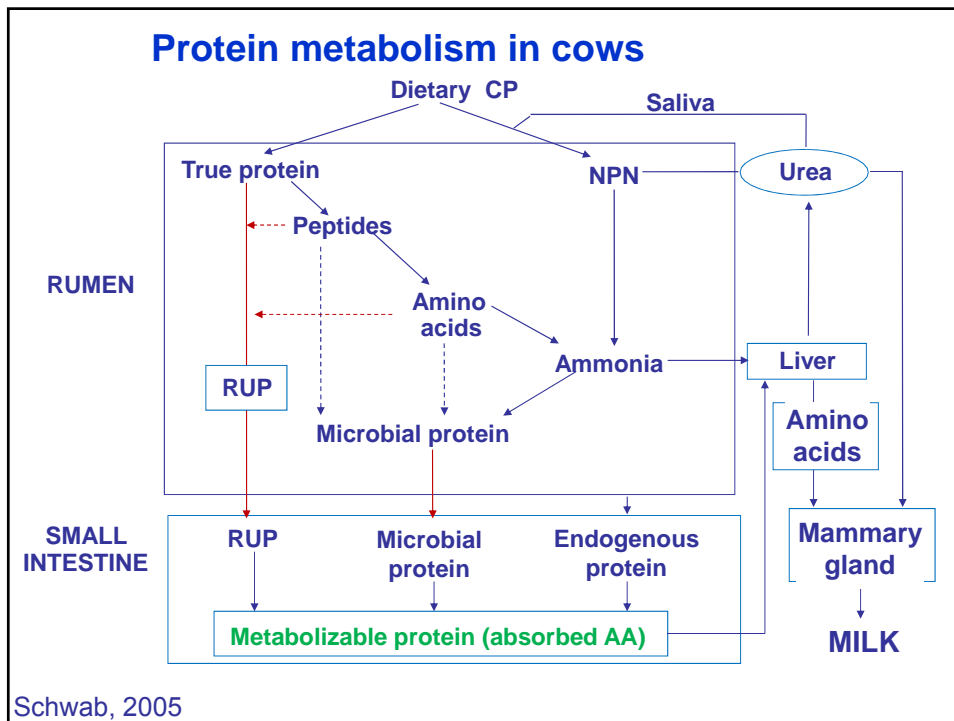 Protein metabolism in cows
Dietary CP
Saliva
True protein
NPN
Urea
Peptides
RUMEN
Amino
acids
Ammonia
Liver
RUP
Microbial protein
Amino
acids
SMALL
INTESTINE
RUP
Microbial
protein
Endogenous
protein
Mammary
gland
Metabolizable protein (absorbed AA)
MILK
Schwab, 2005